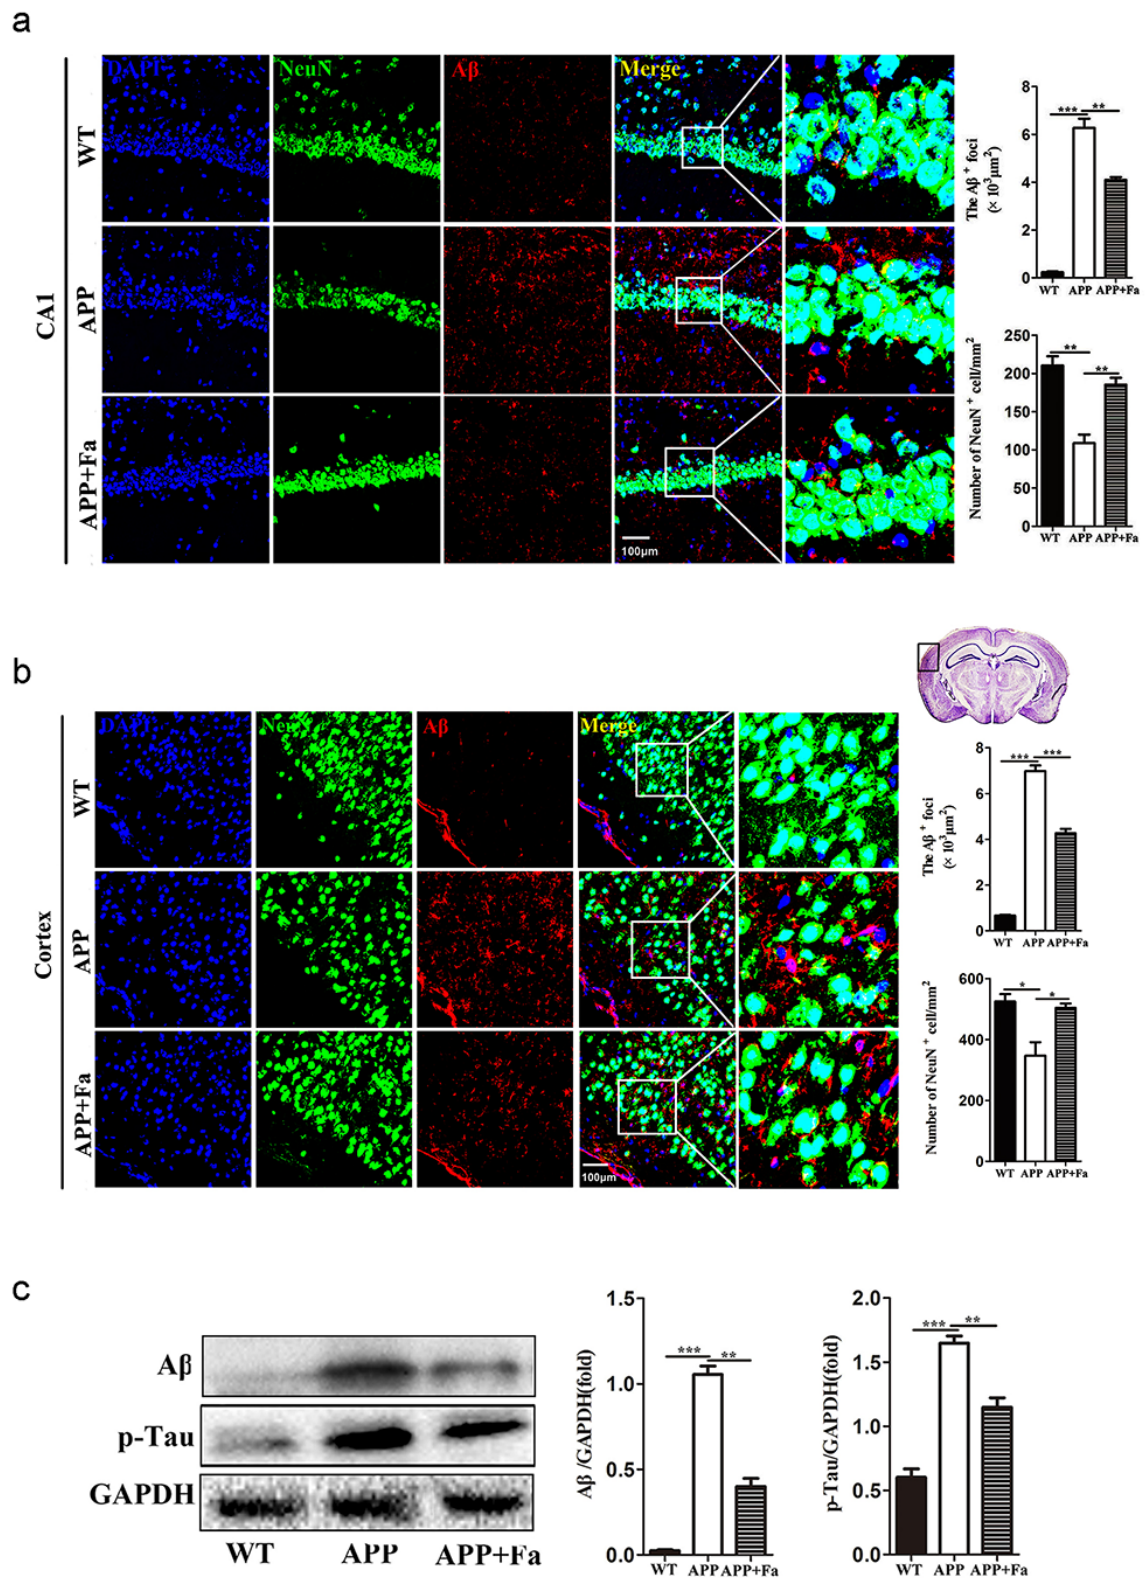 a
DAPI NeuN Aβ Merge
WT
APP
APP+Fa
CA1
100μm
The Aβ + foci
(× 10³μm²)
8
6
4
2
0
WT APP APP+Fa
*** **
Number of NeuN + cell/mm²
250
200
150
100
50
0
WT APP APP+Fa
** **
b
Neu Aβ Merge
WT
APP
APP+Fa
Cortex
100μm
The Aβ + foci
(× 10³μm²)
8
6
4
2
0
WT APP APP+Fa
*** ***
Number of NeuN + cell/mm²
600
400
200
0
WT APP APP+Fa
* *
c
Aβ
p-Tau
GAPDH
WT APP APP+Fa
Aβ /GAPDH(fold)
1.5
1.0
0.5
0.0
WT APP APP+Fa
*** **
p-Tau/GAPDH(fold)
2.0
1.5
1.0
0.5
0.0
WT APP APP+Fa
*** **